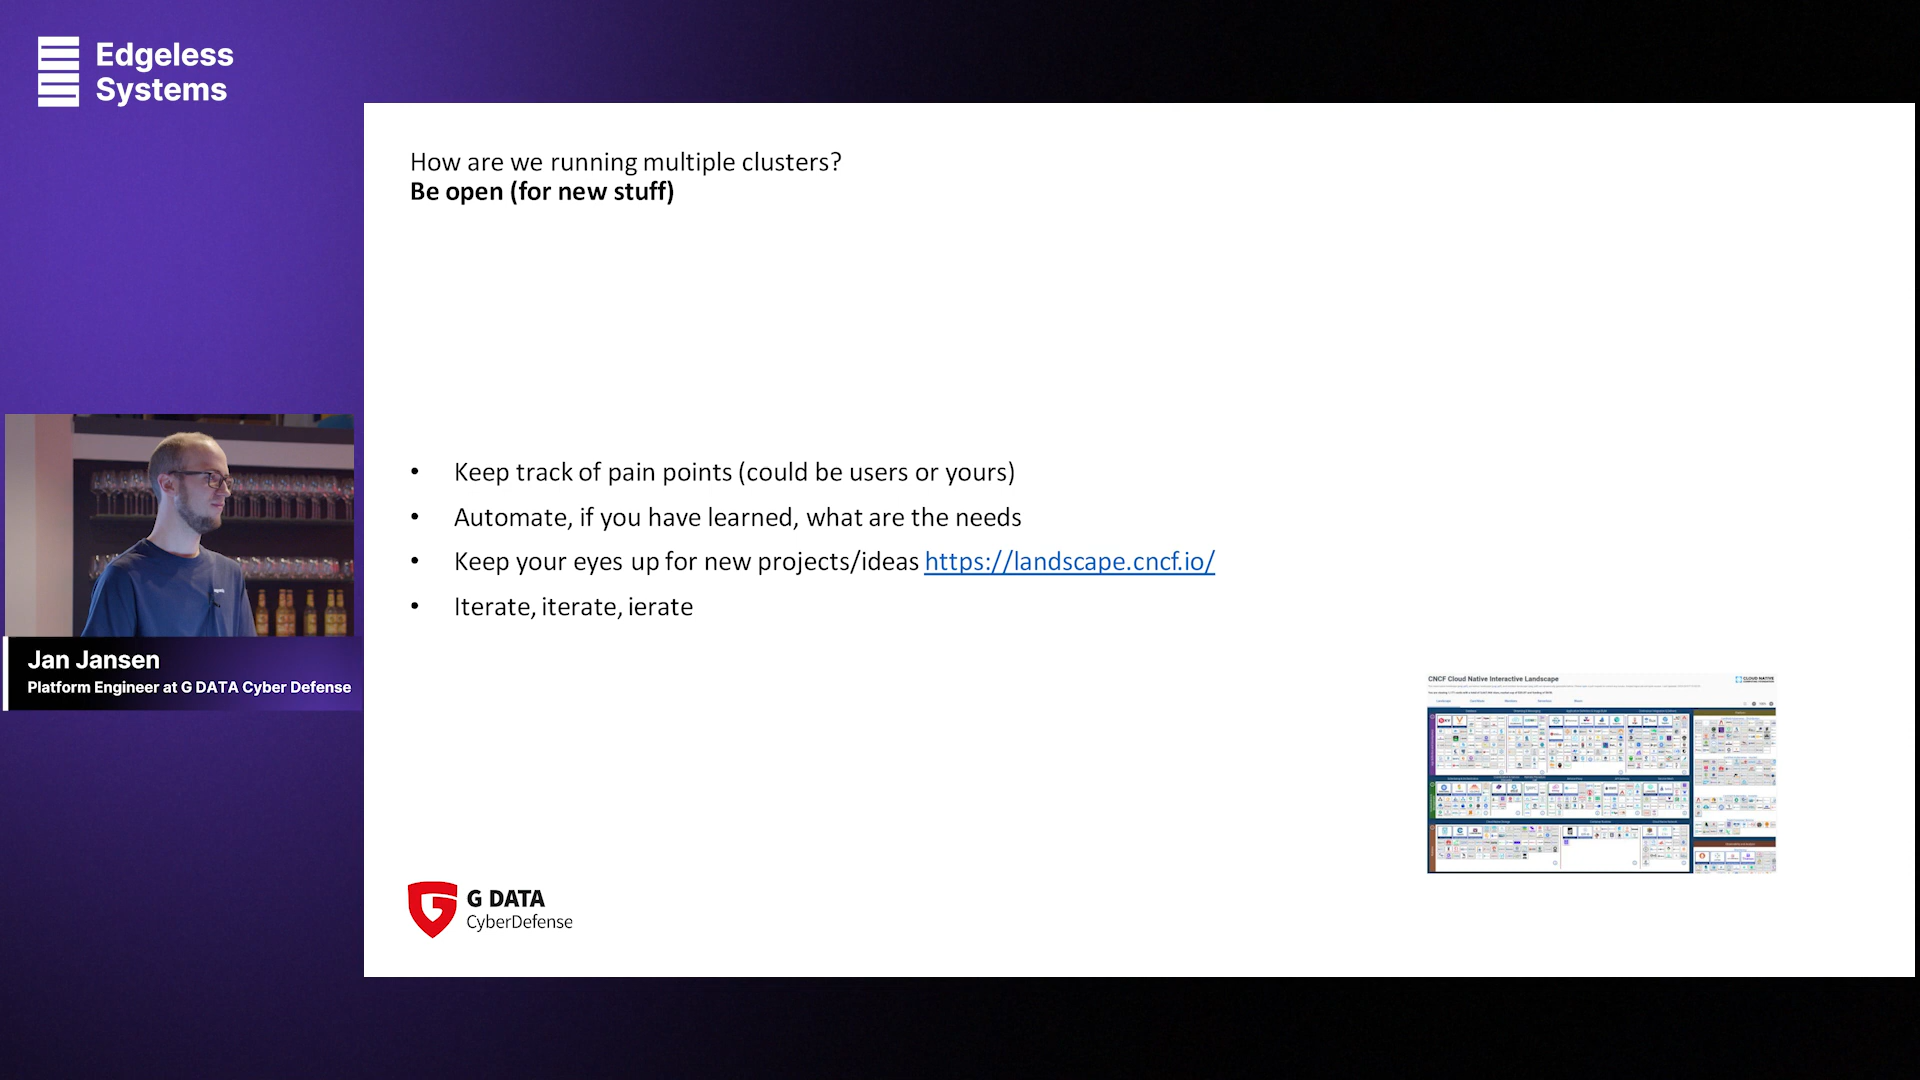 Edgeless
Systems
How are we running multiple clusters?
Be open (for new stuff)
• Keep track of pain points (could be users or yours)
• Automate, if you have learned, what are the needs
• Keep your eyes up for new projects/ideas https://landscape.cncf.io/
• Iterate, iterate, ierate
Jan Jansen
Platform Engineer at G DATA Cyber Defense
CNCF Cloud Native Interactive Landscape
CLOUD NATIVE
G DATA
CyberDefense